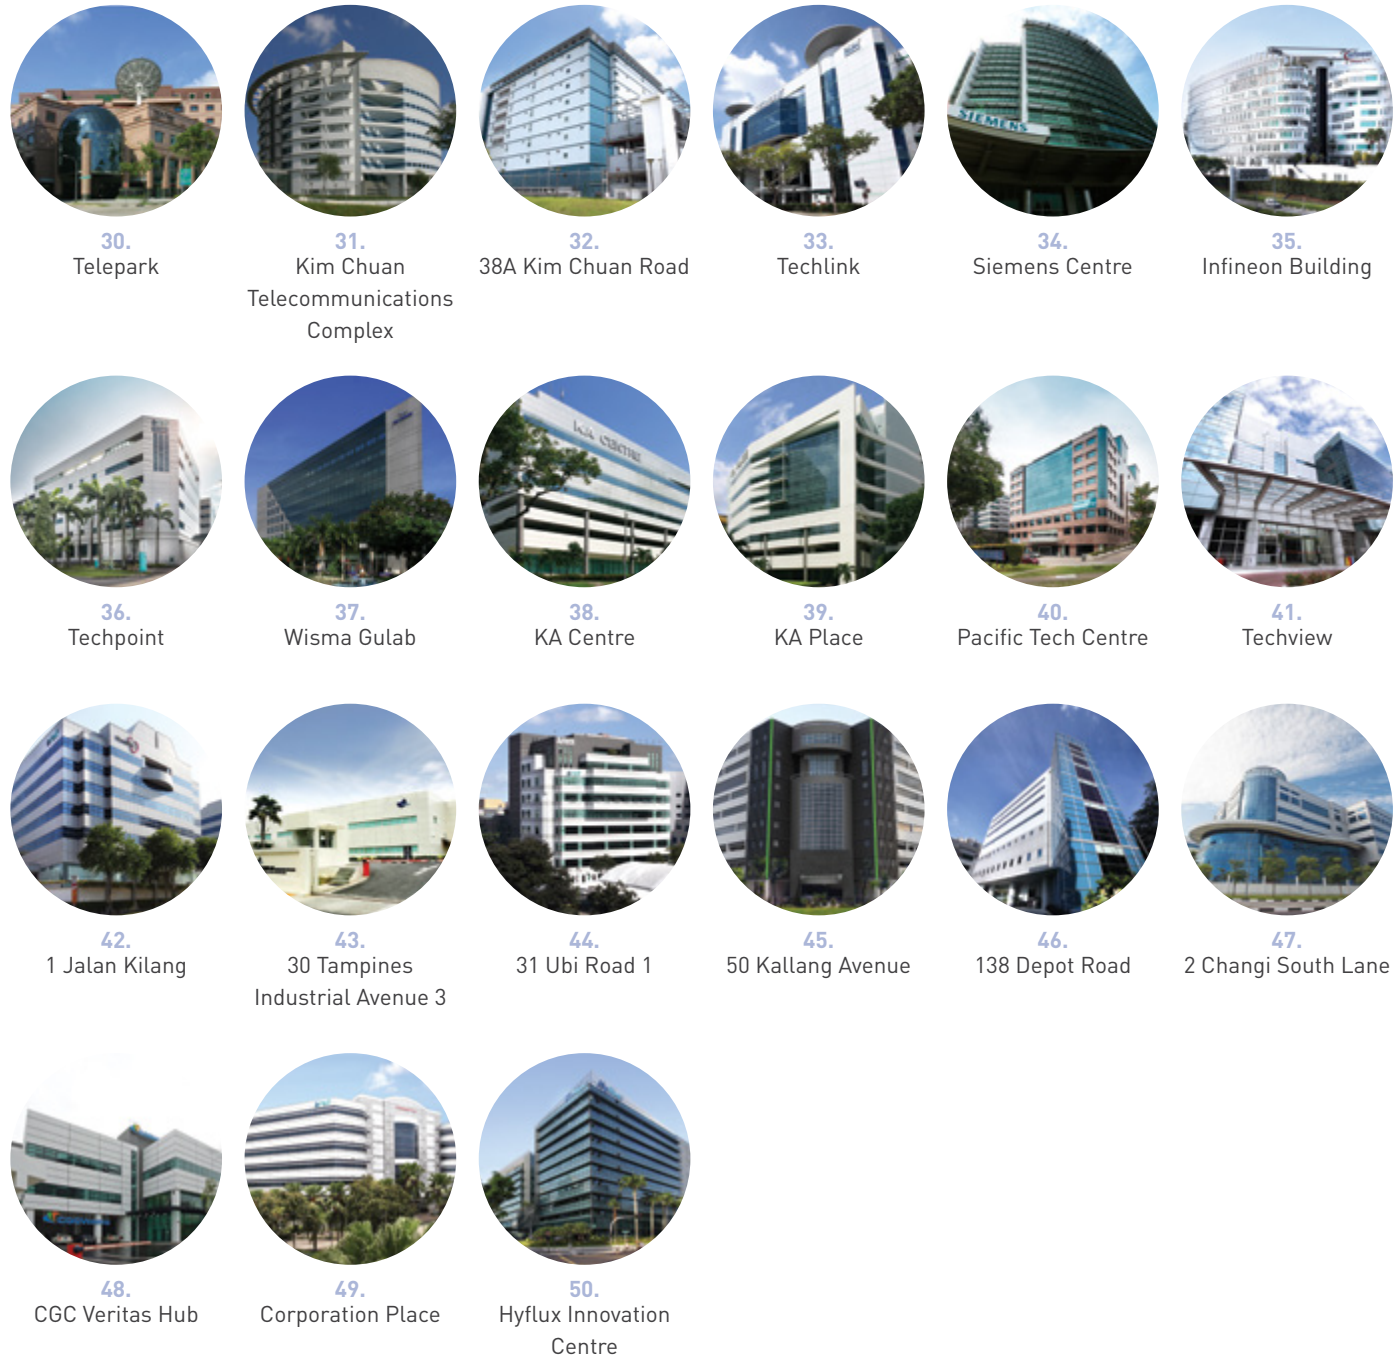 SIEMENS
30.
Telepark
31.
Kim Chuan
Telecommunications
Complex
32.
38A Kim Chuan Road
33.
Techlink
34.
Siemens Centre
35.
Infineon Building
KA CENTRE
36.
Techpoint
37.
Wisma Gulab
38.
KA Centre
39.
KA Place
40.
Pacific Tech Centre
41.
Techview
42.
1 Jalan Kilang
43.
30 Tampines
Industrial Avenue 3
44.
31 Ubi Road 1
45.
50 Kallang Avenue
46.
138 Depot Road
47.
2 Changi South Lane
48.
CGC Veritas Hub
49.
Corporation Place
50.
Hyflux Innovation
Centre